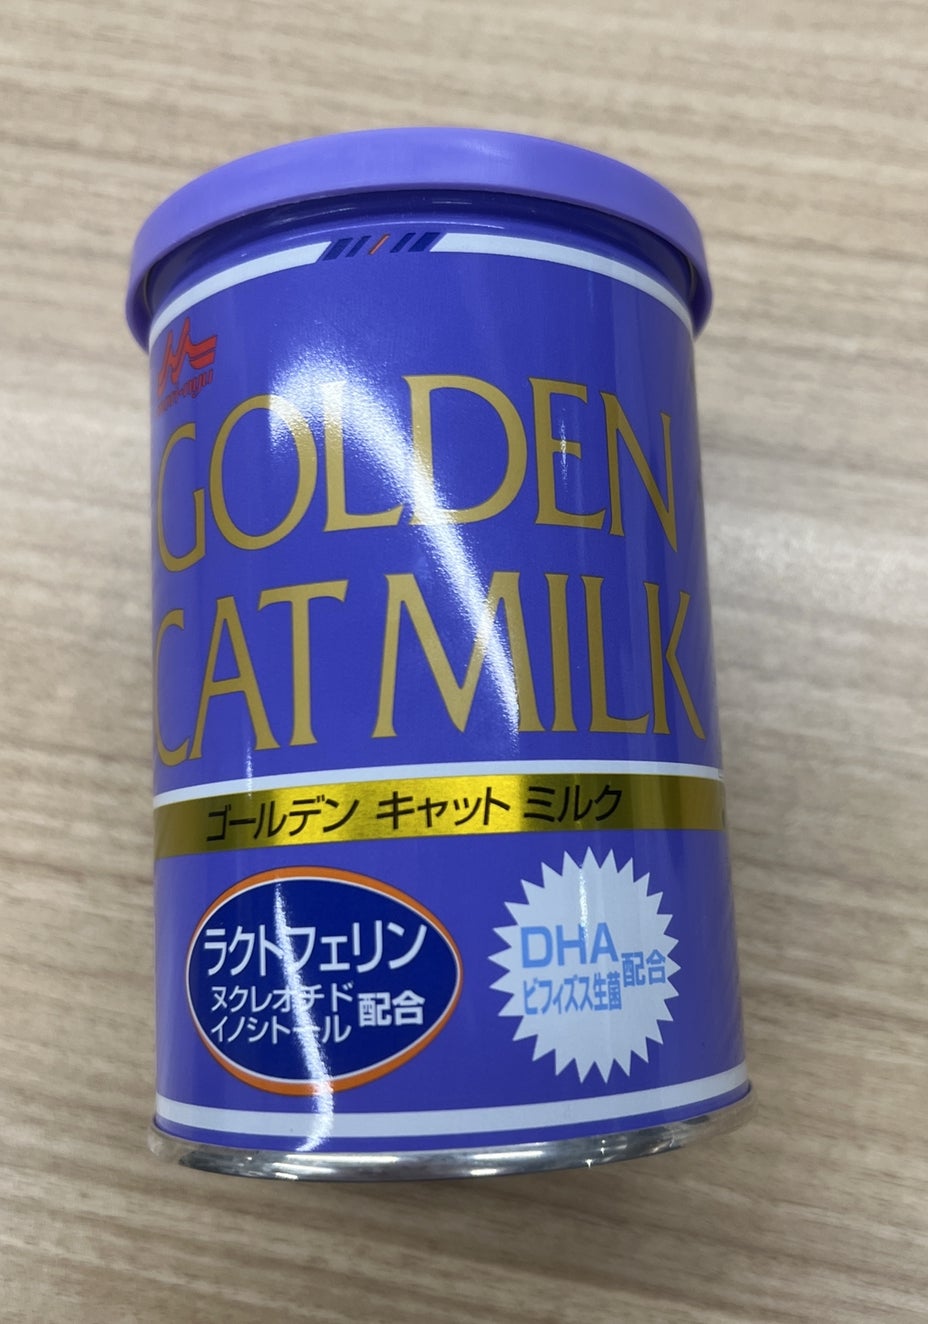 GOLDEN
CAT MILK
ゴールデン キャット ミルク
ラクトフェリン
ヌクレオチド
イノシトール
配合
DHA
ビフィズス生菌
配合